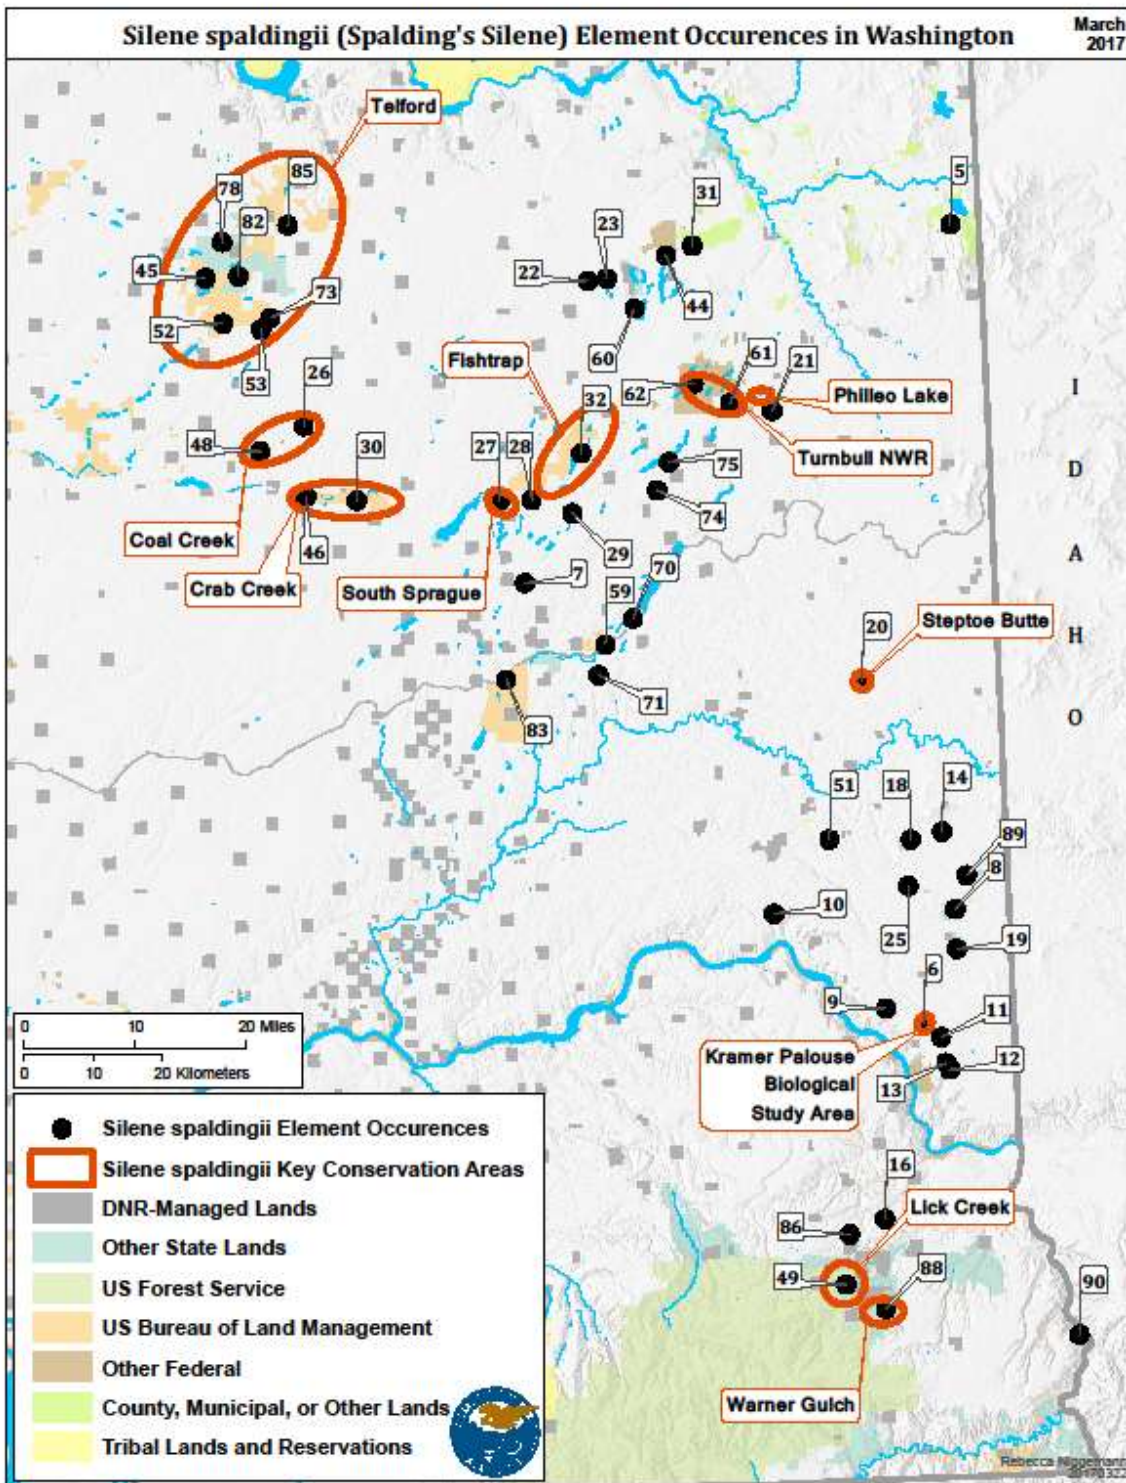 Silene spaldingii (Spalding's Silene) Element Occurences in Washington
March
2017
Telford
85
78
82
5
31
23
45
22
73
44
52
53
60
Fishtrap
61
21
26
62
Philleo Lake
I
32
48
30
27
28
75
Turnbull NWR
D
74
Coal Creek
46
29
A
Crab Creek
South Sprague
7
70
59
20
Steptoe Butte
H
71
O
83
51
18
14
89
8
10
25
19
6
9
11
0 10 20 Miles
0 10 20 Kilometers
Kramer Palouse
Biological
Study Area
12
13
16
Lick Creek
86
49
88
90
Warner Gulch
Silene spaldingii Element Occurences
Silene spaldingii Key Conservation Areas
DNR-Managed Lands
Other State Lands
US Forest Service
US Bureau of Land Management
Other Federal
County, Municipal, or Other Lands
Tribal Lands and Reservations
Rebecca Niggemann